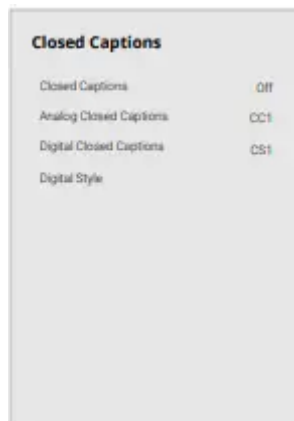 Closed Captions
Closed Captions Off
Analog Closed Captions CC1
Digital Closed Captions CS1
Digital Style